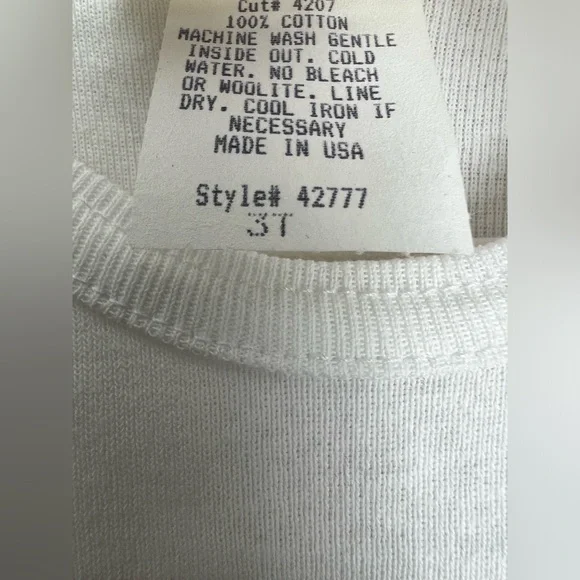 Cut# 4207
100% COTTON
MACHINE WASH GENTLE
INSIDE OUT. COLD
WATER. NO BLEACH
OR WOOLITE. LINE
DRY. COOL IRON IF
NECESSARY
MADE IN USA
Style# 42777
3T